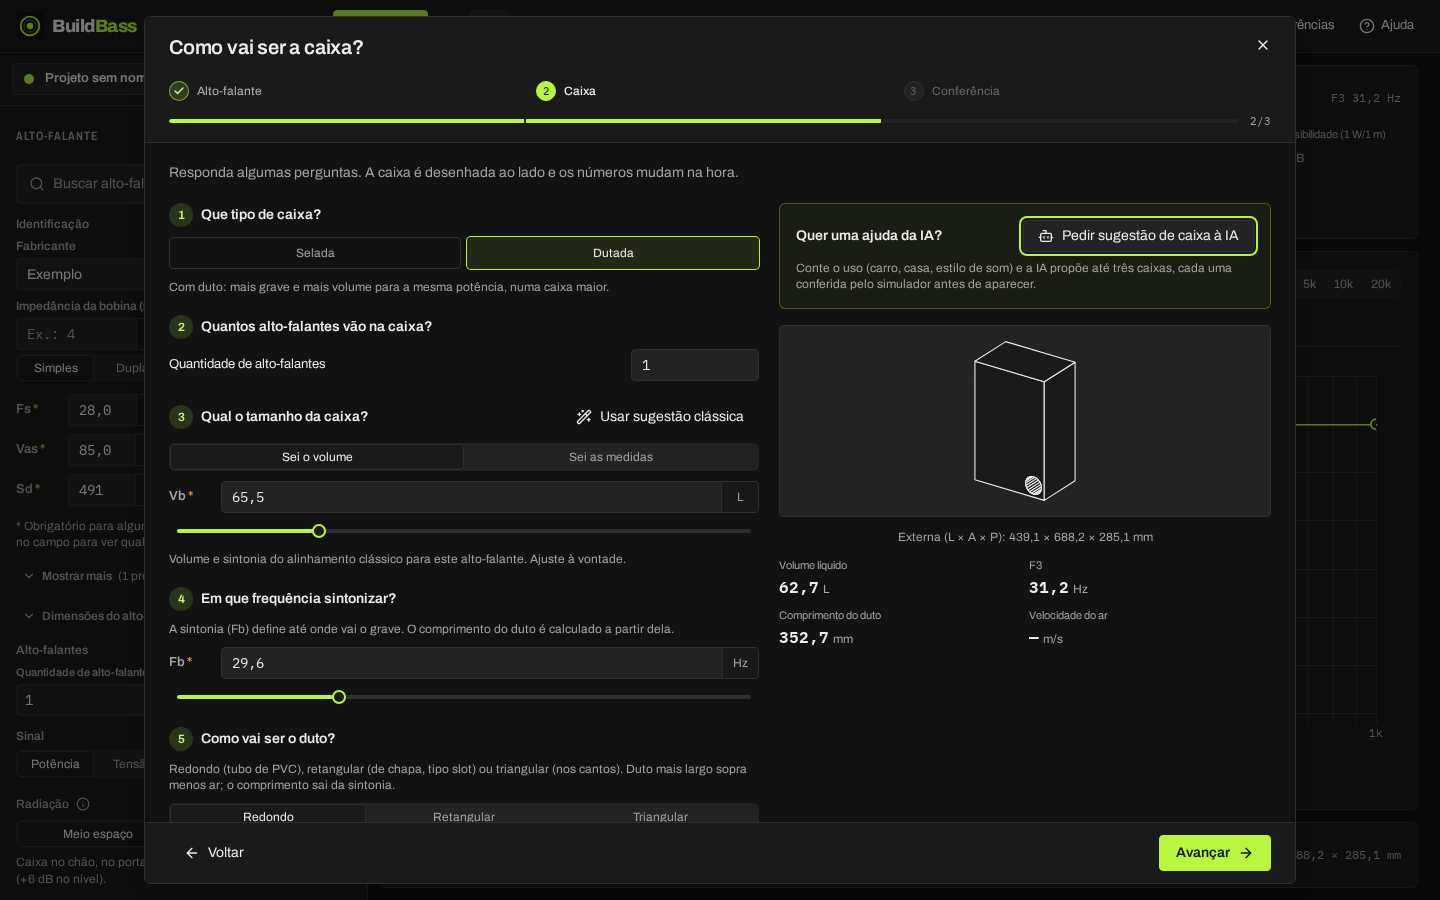 BuildBass
Como vai ser a caixa?
rências
Ajuda
Projeto sem nom
Alto-falante
2
Caixa
3
Conferência
2/3
F3 31,2 Hz
ALTO-FALANTE
sibilidade (1 W/1 m)
B
Responda algumas perguntas. A caixa é desenhada ao lado e os números mudam na hora.
Buscar alto-fal
1
Que tipo de caixa?
Selada
Dutada
Com duto: mais grave e mais volume para a mesma potência, numa caixa maior.
Quer uma ajuda da IA?
Pedir sugestão de caixa à IA
Conte o uso (carro, casa, estilo de som) e a IA propõe até três caixas, cada uma
conferida pelo simulador antes de aparecer.
Identificação
Fabricante
Exemplo
5k
10k
20k
Impedância da bobina (
Ex.: 4
Simples
Dupl
2
Quantos alto-falantes vão na caixa?
Quantidade de alto-falantes
1
Fs*
28,0
Vas*
85,0
Sd*
491
3
Qual o tamanho da caixa?
Usar sugestão clássica
Sei o volume
Sei as medidas
Vb*
65,5
L
Volume e sintonia do alinhamento clássico para este alto-falante. Ajuste à vontade.
* Obrigatório para algun
no campo para ver qual
Mostrar mais (1 pr
Dimensões do alto
Externa (L × A × P): 439,1 × 688,2 × 285,1 mm
Volume líquido
62,7 L
F3
31,2 Hz
Comprimento do duto
352,7 mm
Velocidade do ar
– m/s
4
Em que frequência sintonizar?
A sintonia (Fb) define até onde vai o grave. O comprimento do duto é calculado a partir dela.
Fb*
29,6
Hz
Alto-falantes
Quantidade de alto-falante
1
Sinal
Potência
Tensã
1k
5
Como vai ser o duto?
Redondo (tubo de PVC), retangular (de chapa, tipo slot) ou triangular (nos cantos). Duto mais largo sopra
menos ar; o comprimento sai da sintonia.
Redondo
Retangular
Triangular
Radiação
Meio espaço
Caixa no chão, no porta
(+6 dB no nível).
Voltar
Avançar
88,2 × 285,1 mm